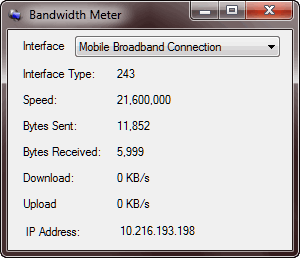 Bandwidth Meter
Interface Mobile Broadband Connection
Interface Type: 243
Speed: 21,600,000
Bytes Sent: 11,852
Bytes Received: 5,999
Download: 0 KB/s
Upload 0 KB/s
IP Address: 10.216.193.198